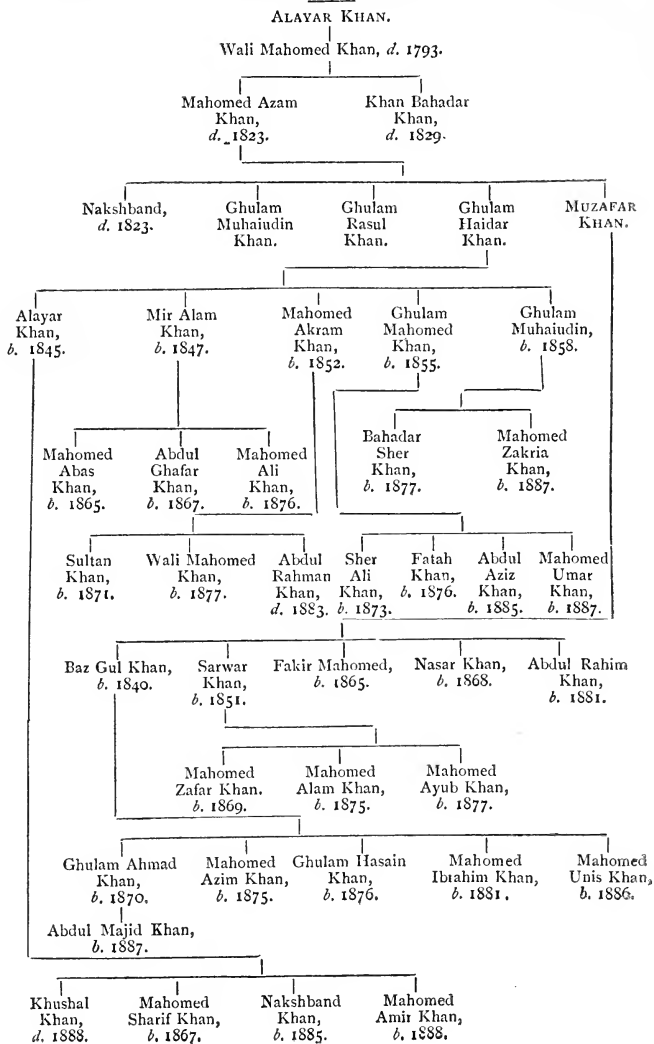 ALAYAR KHAN.
Wali Mahomed Khan, d. 1793.
Mahomed Azam
Khan,
d. 1823.
Khan Bahadar
Khan,
d. 1829.
Nakshband,
d. 1823.
Ghulam
Muhaiudin
Khan.
Ghulam
Rasul
Khan.
Ghulam
Haidar
Khan.
MUZAFAR
KHAN.
Alayar
Khan,
b. 1845.
Mir Alam
Khan,
b. 1847.
Mahomed
Akram
Khan,
b. 1852.
Ghulam
Mahomed
Khan,
b. 1855.
Ghulam
Muhaiudin,
b. 1858.
Mahomed
Abas
Khan,
b. 1865.
Abdul
Ghafar
Khan,
b. 1867.
Mahomed
Ali
Khan,
b. 1876.
Bahadar
Sher
Khan,
b. 1877.
Mahomed
Zakria
Khan,
b. 1887.
Sultan
Khan,
b. 1871.
Wali Mahomed
Khan,
b. 1877.
Abdul
Rahman
Khan,
d. 1883.
Sher
Ali
Khan,
b. 1873.
Fatah
Khan,
b. 1876.
Abdul
Aziz
Khan,
b. 1885.
Mahomed
Umar
Khan,
b. 1887.
Baz Gul Khan,
b. 1840.
Sarwar
Khan,
b. 1851.
Fakir Mahomed,
b. 1865.
Nasar Khan,
b. 1868.
Abdul Rahim
Khan,
b. 1881.
Mahomed
Zafar Khan.
b. 1869.
Mahomed
Alam Khan,
b. 1875.
Mahomed
Ayub Khan,
b. 1877.
Ghulam Ahmad
Khan,
b. 1870,
Mahomed
Azim Khan,
b. 1875.
Ghulam Hasain
Khan,
b. 1876.
Mahomed
Ibrahim Khan,
b. 1881.
Mahomed
Unis Khan,
b. 1886.
Abdul Majid Khan,
b. 1887.
Khushal
Khan,
d. 1888.
Mahomed
Sharif Khan,
b. 1867.
Nakshband
Khan,
b. 1885.
Mahomed
Amir Khan,
b. 1888.